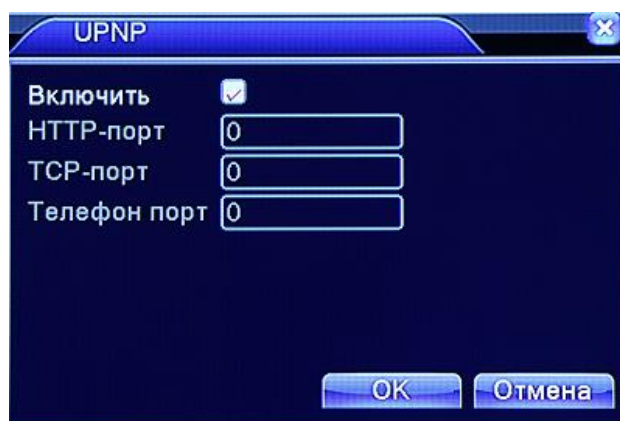 UPNP
Включить
HTTP-порт 0
TCP-порт 0
Телефон порт 0
OK Отмена